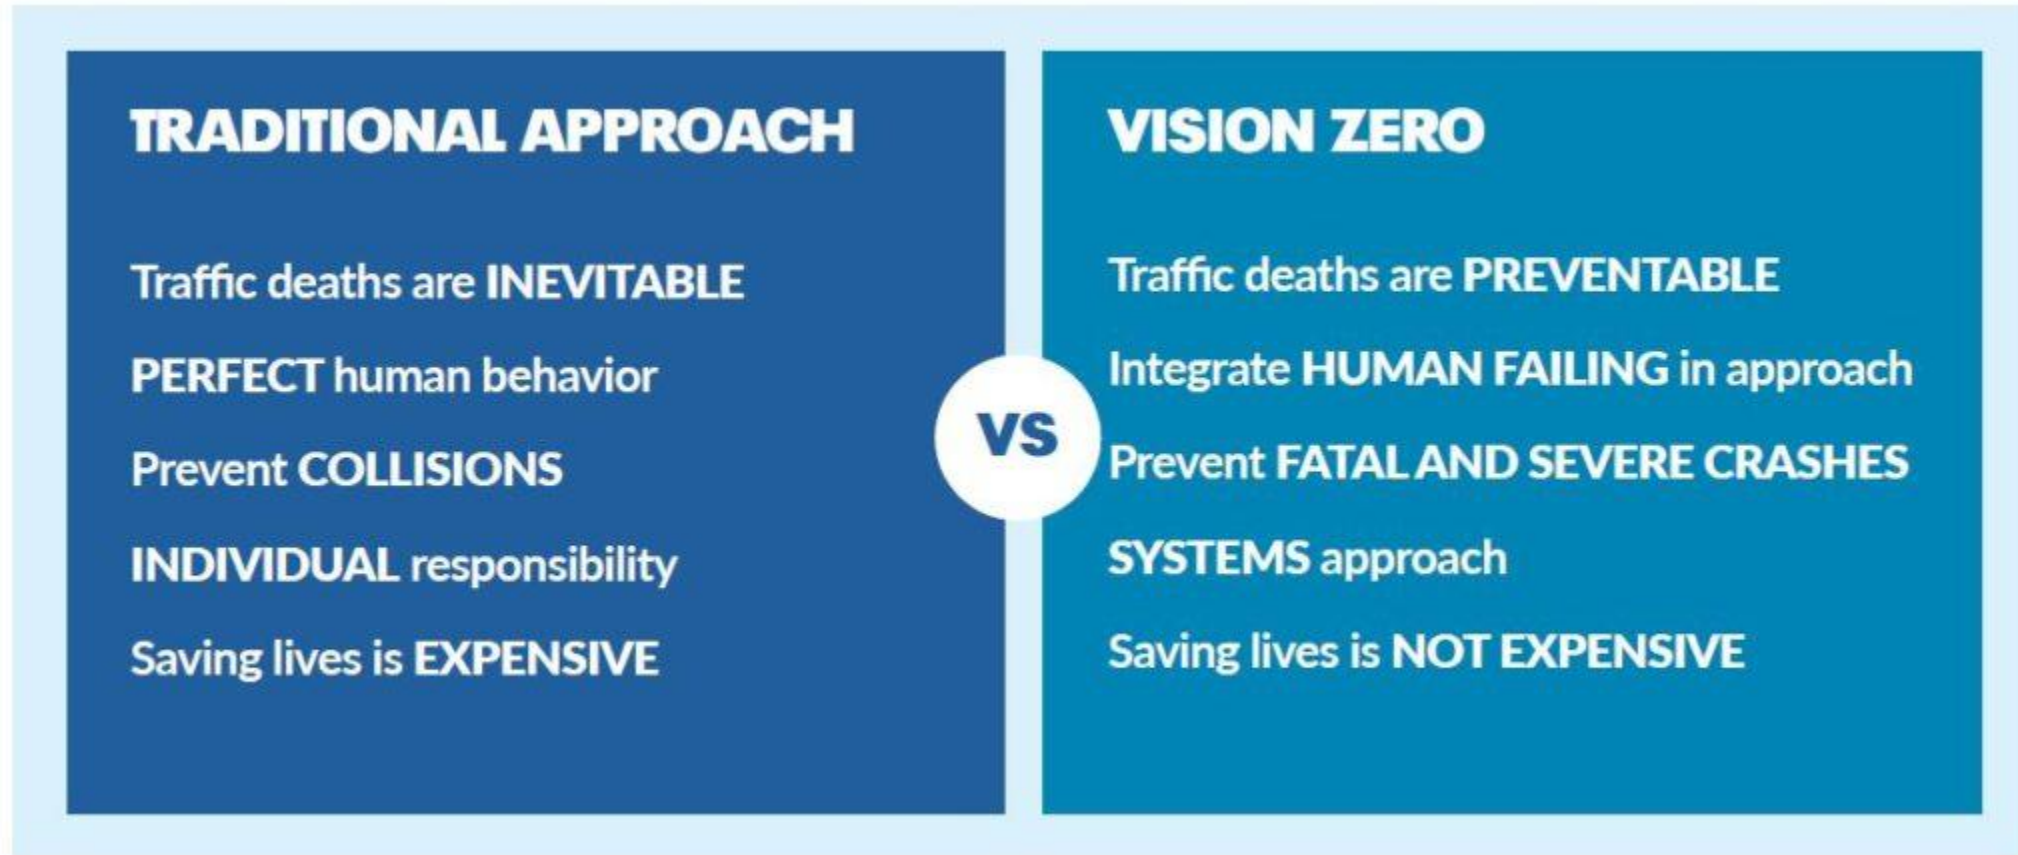 TRADITIONAL APPROACH
Traffic deaths are INEVITABLE
PERFECT human behavior
Prevent COLLISIONS
INDIVIDUAL responsibility
Saving lives is EXPENSIVE
VS
VISION ZERO
Traffic deaths are PREVENTABLE
Integrate HUMAN FAILING in approach
Prevent FATAL AND SEVERE CRASHES
SYSTEMS approach
Saving lives is NOT EXPENSIVE